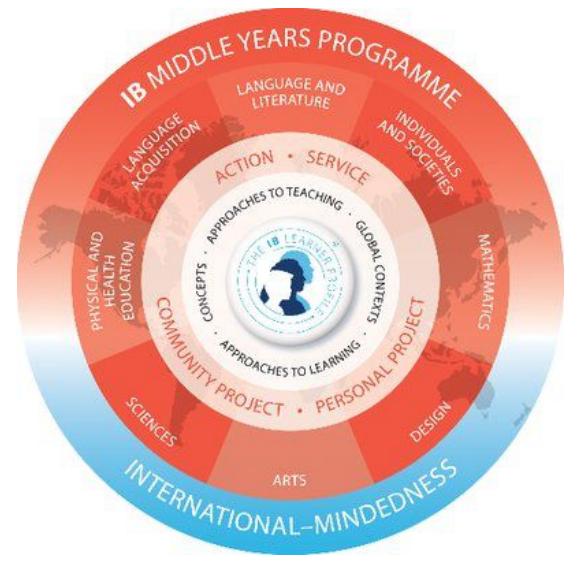 IB MIDDLE YEARS PROGRAMME
LANGUAGE AND
LITERATURE
LANGUAGE
ACQUISITION
INDIVIDUALS
AND SOCIETIES
PHYSICAL AND
HEALTH
EDUCATION
MATHEMATICS
SCIENCES
DESIGN
ARTS
ACTION • SERVICE
COMMUNITY PROJECT • PERSONAL PROJECT
APPROACHES TO TEACHING ·
GLOBAL CONTEXTS ·
APPROACHES TO LEARNING ·
CONCEPTS ·
THE IB LEARNER PROFILE
INTERNATIONAL–MINDEDNESS